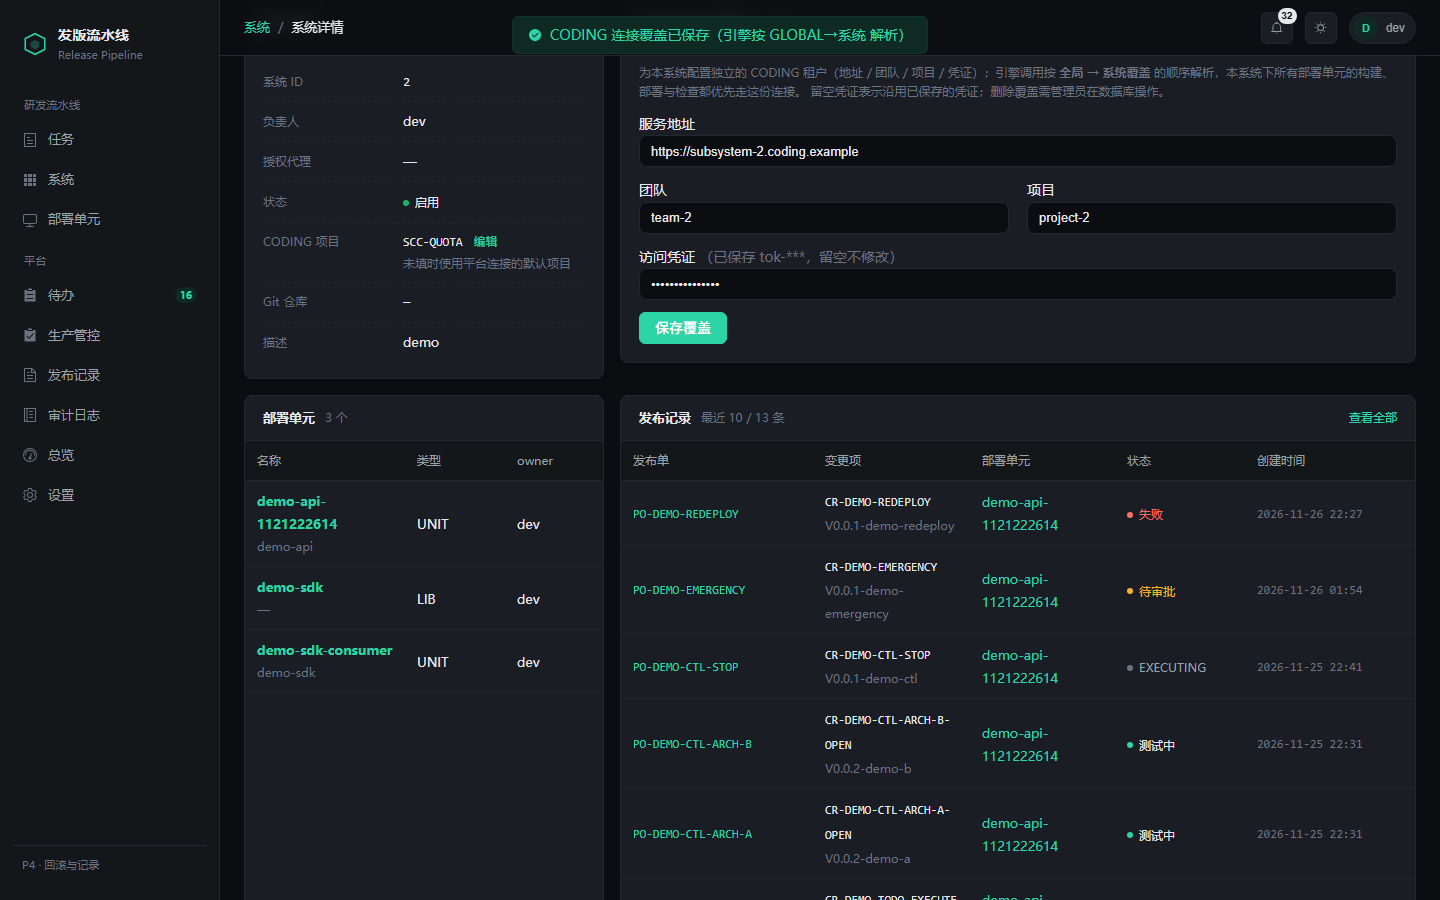 发版流水线
Release Pipeline
研发流水线
任务
系统
部署单元
平台
待办 16
生产管控
发布记录
审计日志
总览
设置
P4 · 回滚与记录
系统 / 系统详情
CODING 连接覆盖已保存（引擎按 GLOBAL→系统 解析）
32
D dev
系统 ID 2
负责人 dev
授权代理 —
状态 启用
CODING 项目 SCC-QUOTA 编辑
未填时使用平台连接的默认项目
Git 仓库 –
描述 demo
为本系统配置独立的 CODING 租户（地址 / 团队 / 项目 / 凭证）；引擎调用按 全局 → 系统覆盖 的顺序解析，本系统下所有部署单元的构建、
部署与检查都优先走这份连接。 留空凭证表示沿用已保存的凭证；删除覆盖需管理员在数据库操作。
服务地址
https://subsystem-2.coding.example
团队 项目
team-2 project-2
访问凭证 （已保存 tok-***，留空不修改）
•••••••••••••••
保存覆盖
部署单元 3 个
名称 类型 owner
demo-api-
1121222614 UNIT dev
demo-api
demo-sdk
— LIB dev
demo-sdk-consumer
demo-sdk UNIT dev
发布记录 最近 10 / 13 条 查看全部
发布单 变更项 部署单元 状态 创建时间
PO-DEMO-REDEPLOY CR-DEMO-REDEPLOY demo-api- 失败 2026-11-26 22:27
V0.0.1-demo-redeploy 1121222614
PO-DEMO-EMERGENCY CR-DEMO-EMERGENCY demo-api- 待审批 2026-11-26 01:54
V0.0.1-demo- 1121222614
emergency
PO-DEMO-CTL-STOP CR-DEMO-CTL-STOP demo-api- EXECUTING 2026-11-25 22:41
V0.0.1-demo-ctl 1121222614
PO-DEMO-CTL-ARCH-B CR-DEMO-CTL-ARCH-B- demo-api- 测试中 2026-11-25 22:31
OPEN 1121222614
V0.0.2-demo-b
PO-DEMO-CTL-ARCH-A CR-DEMO-CTL-ARCH-A- demo-api- 测试中 2026-11-25 22:31
OPEN 1121222614
V0.0.2-demo-a
CR-DEMO-TODO-EXECUTE demo-api-